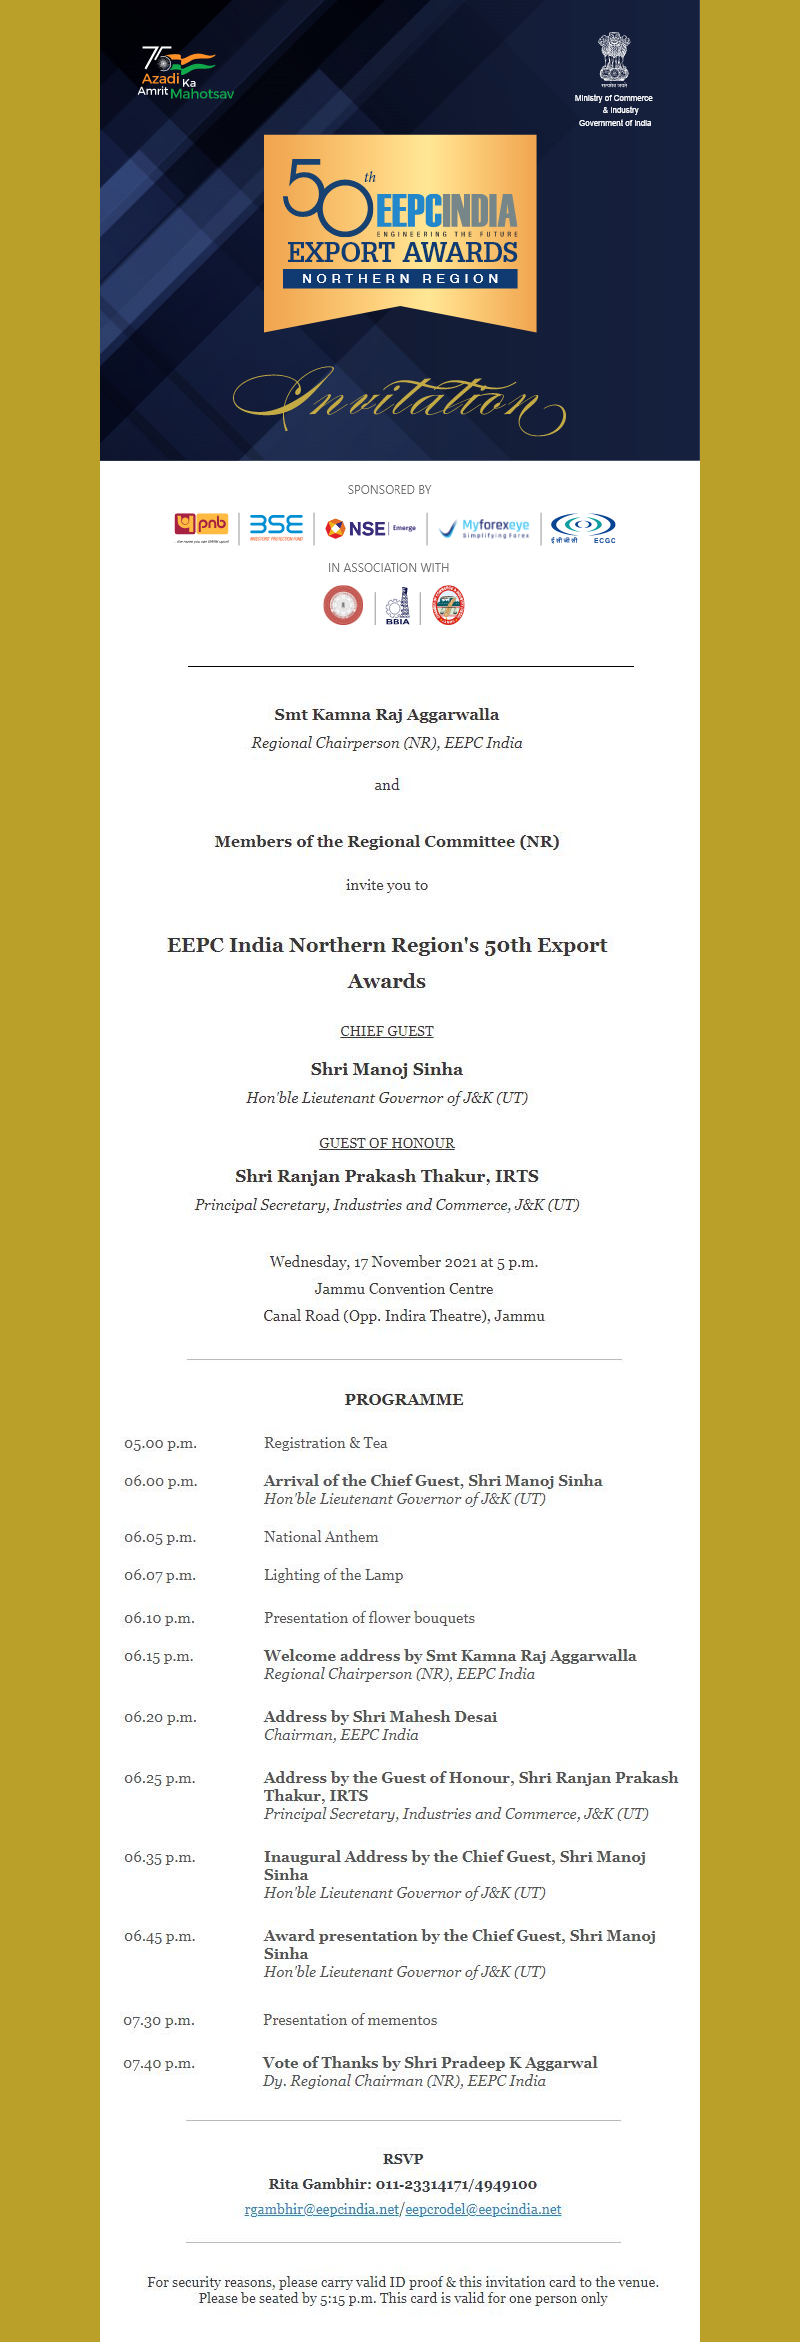 75
Azadi Ka
Amrit Mahotsav
सत्यमेव जयते
Ministry of Commerce
& Industry
Government of India
50th EEPC INDIA
ENGINEERING THE FUTURE
EXPORT AWARDS
NORTHERN REGION
Invitation
SPONSORED BY
pnb
BSE
INVESTORS' PROTECTION FUND
NSE | Emerge
Myforexeye
Simplifying Forex
ई सी जी सी ECGC
IN ASSOCIATION WITH
BBIA
Smt Kamna Raj Aggarwalla
Regional Chairperson (NR), EEPC India
and
Members of the Regional Committee (NR)
invite you to
EEPC India Northern Region's 50th Export
Awards
CHIEF GUEST
Shri Manoj Sinha
Hon'ble Lieutenant Governor of J&K (UT)
GUEST OF HONOUR
Shri Ranjan Prakash Thakur, IRTS
Principal Secretary, Industries and Commerce, J&K (UT)
Wednesday, 17 November 2021 at 5 p.m.
Jammu Convention Centre
Canal Road (Opp. Indira Theatre), Jammu
PROGRAMME
05.00 p.m. Registration & Tea
06.00 p.m. Arrival of the Chief Guest, Shri Manoj Sinha
Hon'ble Lieutenant Governor of J&K (UT)
06.05 p.m. National Anthem
06.07 p.m. Lighting of the Lamp
06.10 p.m. Presentation of flower bouquets
06.15 p.m. Welcome address by Smt Kamna Raj Aggarwalla
Regional Chairperson (NR), EEPC India
06.20 p.m. Address by Shri Mahesh Desai
Chairman, EEPC India
06.25 p.m. Address by the Guest of Honour, Shri Ranjan Prakash
Thakur, IRTS
Principal Secretary, Industries and Commerce, J&K (UT)
06.35 p.m. Inaugural Address by the Chief Guest, Shri Manoj
Sinha
Hon'ble Lieutenant Governor of J&K (UT)
06.45 p.m. Award presentation by the Chief Guest, Shri Manoj
Sinha
Hon'ble Lieutenant Governor of J&K (UT)
07.30 p.m. Presentation of mementos
07.40 p.m. Vote of Thanks by Shri Pradeep K Aggarwal
Dy. Regional Chairman (NR), EEPC India
RSVP
Rita Gambhir: 011-23314171/4949100
rgambhir@eepcindia.net/eepcrodel@eepcindia.net
For security reasons, please carry valid ID proof & this invitation card to the venue.
Please be seated by 5:15 p.m. This card is valid for one person only